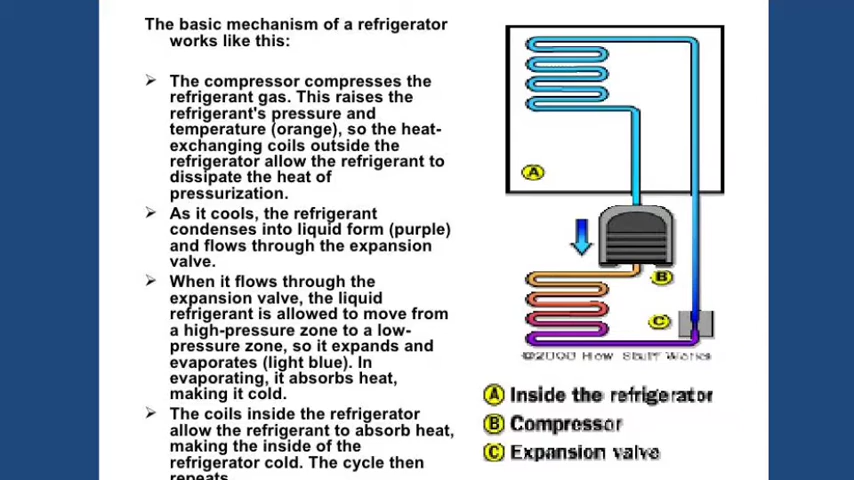 The basic mechanism of a refrigerator
works like this:
The compressor compresses the
refrigerant gas. This raises the
refrigerant's pressure and
temperature (orange), so the heat-
exchanging coils outside the
refrigerator allow the refrigerant to
dissipate the heat of
pressurization.
As it cools, the refrigerant
condenses into liquid form (purple)
and flows through the expansion
valve.
When it flows through the
expansion valve, the liquid
refrigerant is allowed to move from
a high-pressure zone to a low-
pressure zone, so it expands and
evaporates (light blue). In
evaporating, it absorbs heat,
making it cold.
The coils inside the refrigerator
allow the refrigerant to absorb heat,
making the inside of the
refrigerator cold. The cycle then
repeats
A
B
C
©2000 How Stuff Works
A Inside the refrigerator
B Compressor
C Expansion valve